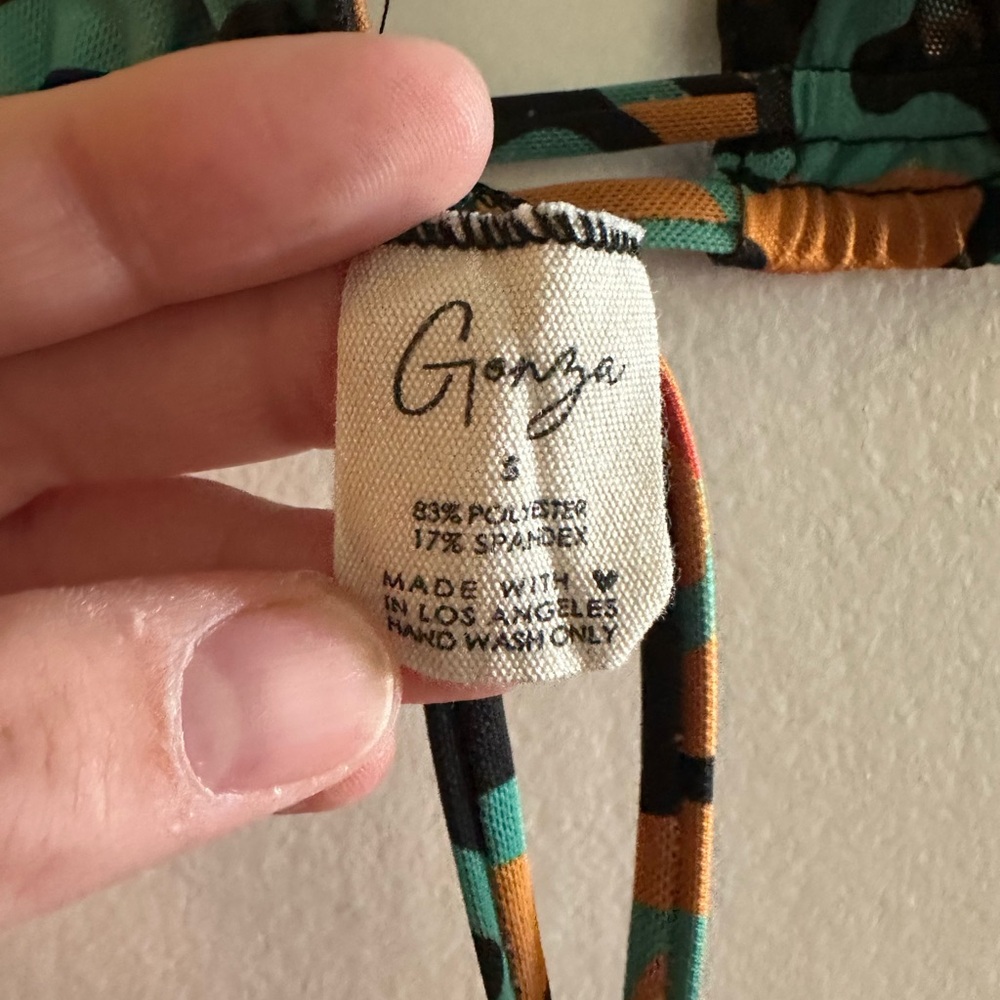 Gonza
S
83% POLYESTER
17% SPANDEX
MADE WITH ♥
IN LOS ANGELES
HAND WASH ONLY